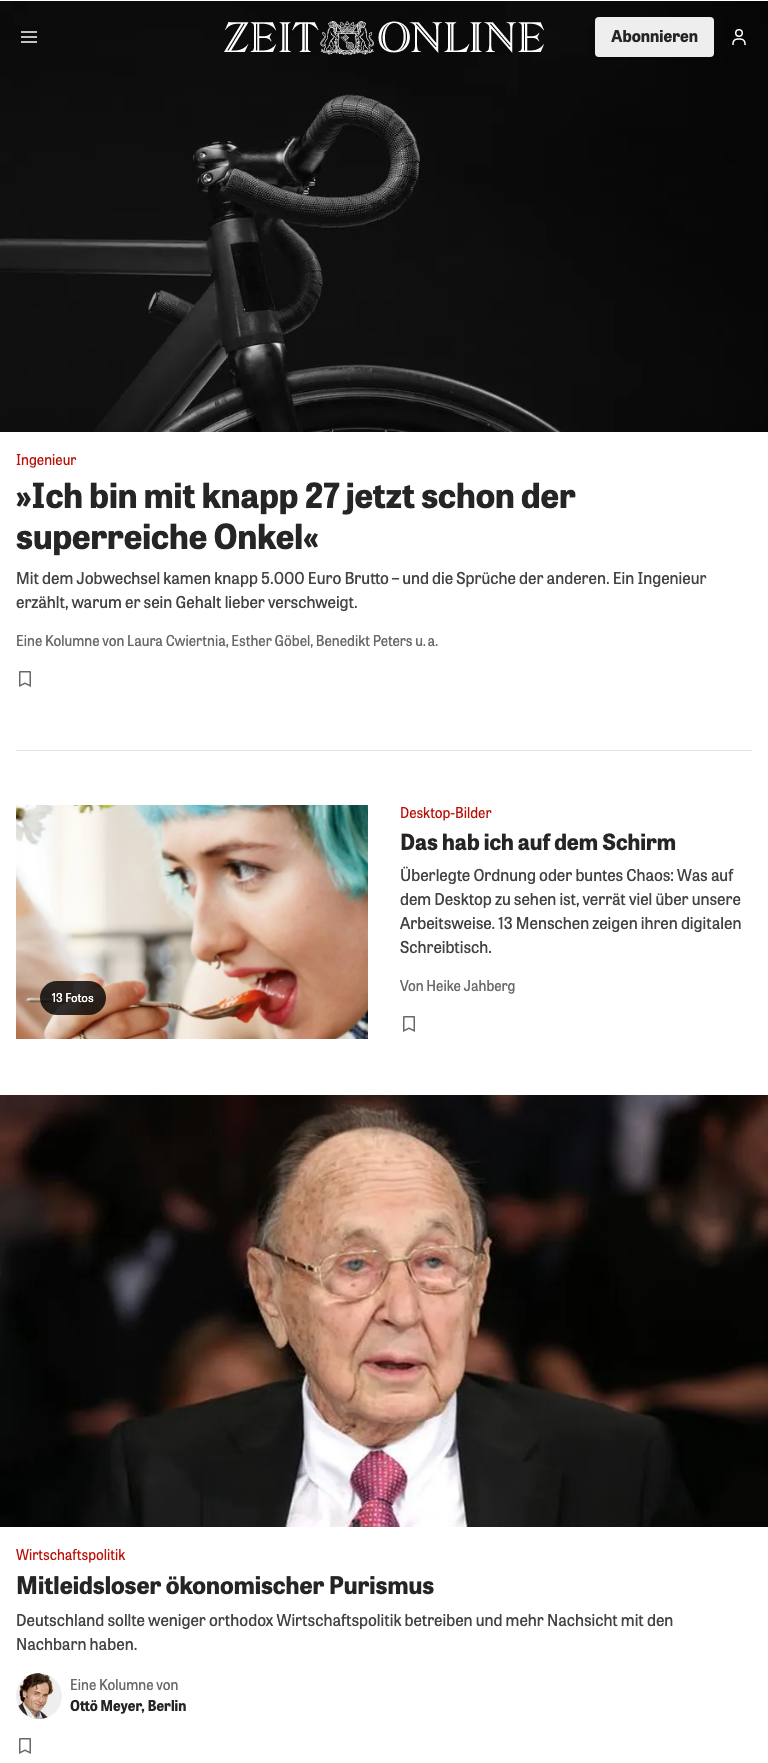 ZEIT ONLINE
Abonnieren
Ingenieur
»Ich bin mit knapp 27 jetzt schon der
superreiche Onkel«
Mit dem Jobwechsel kamen knapp 5.000 Euro Brutto – und die Sprüche der anderen. Ein Ingenieur
erzählt, warum er sein Gehalt lieber verschweigt.
Eine Kolumne von Laura Cwiertnia, Esther Göbel, Benedikt Peters u. a.
13 Fotos
Desktop-Bilder
Das hab ich auf dem Schirm
Überlegte Ordnung oder buntes Chaos: Was auf
dem Desktop zu sehen ist, verrät viel über unsere
Arbeitsweise. 13 Menschen zeigen ihren digitalen
Schreibtisch.
Von Heike Jahberg
Wirtschaftspolitik
Mitleidsloser ökonomischer Purismus
Deutschland sollte weniger orthodox Wirtschaftspolitik betreiben und mehr Nachsicht mit den
Nachbarn haben.
Eine Kolumne von
Ottö Meyer, Berlin